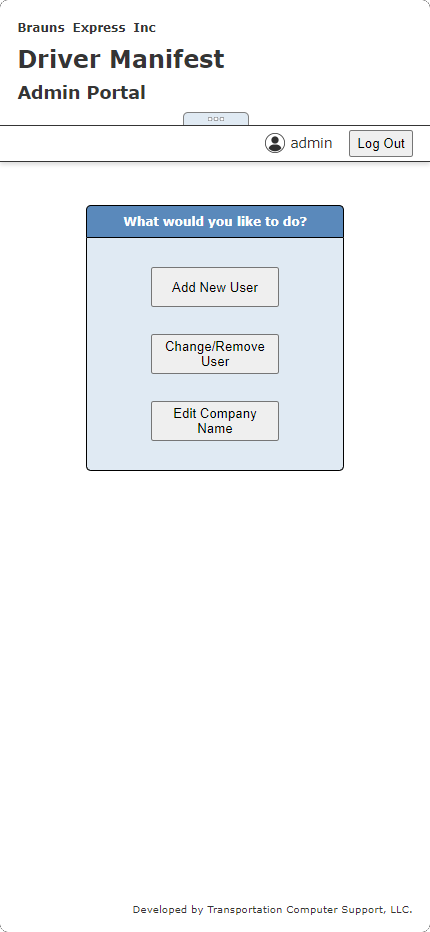 Brauns Express Inc
Driver Manifest
Admin Portal
admin
Log Out
What would you like to do?
Add New User
Change/Remove
User
Edit Company
Name
Developed by Transportation Computer Support, LLC.